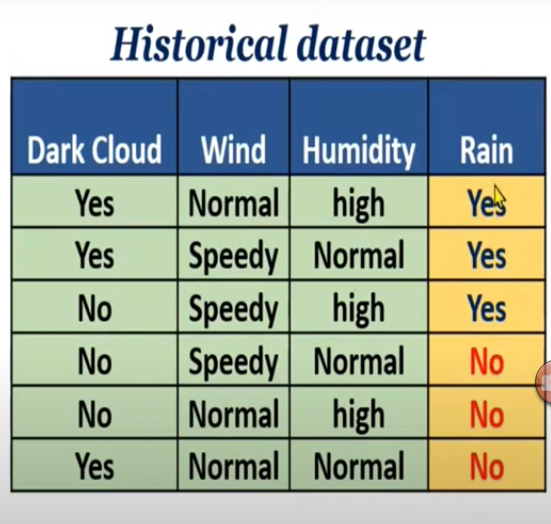 Historical dataset
Dark Cloud Wind Humidity Rain
Yes Normal high Yes
Yes Speedy Normal Yes
No Speedy high Yes
No Speedy Normal No
No Normal high No
Yes Normal Normal No